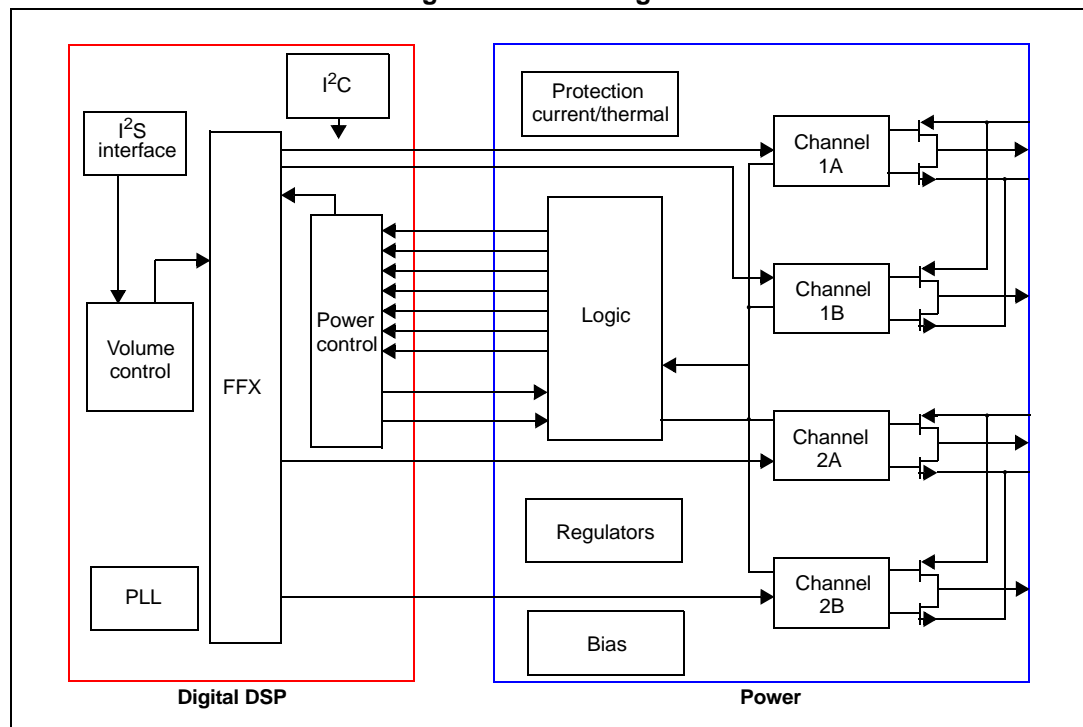 I²C
I²S
interface
Volume
control
FFX
Power
control
PLL
Digital DSP
Protection
current/thermal
Logic
Regulators
Bias
Channel
1A
Channel
1B
Channel
2A
Channel
2B
Power